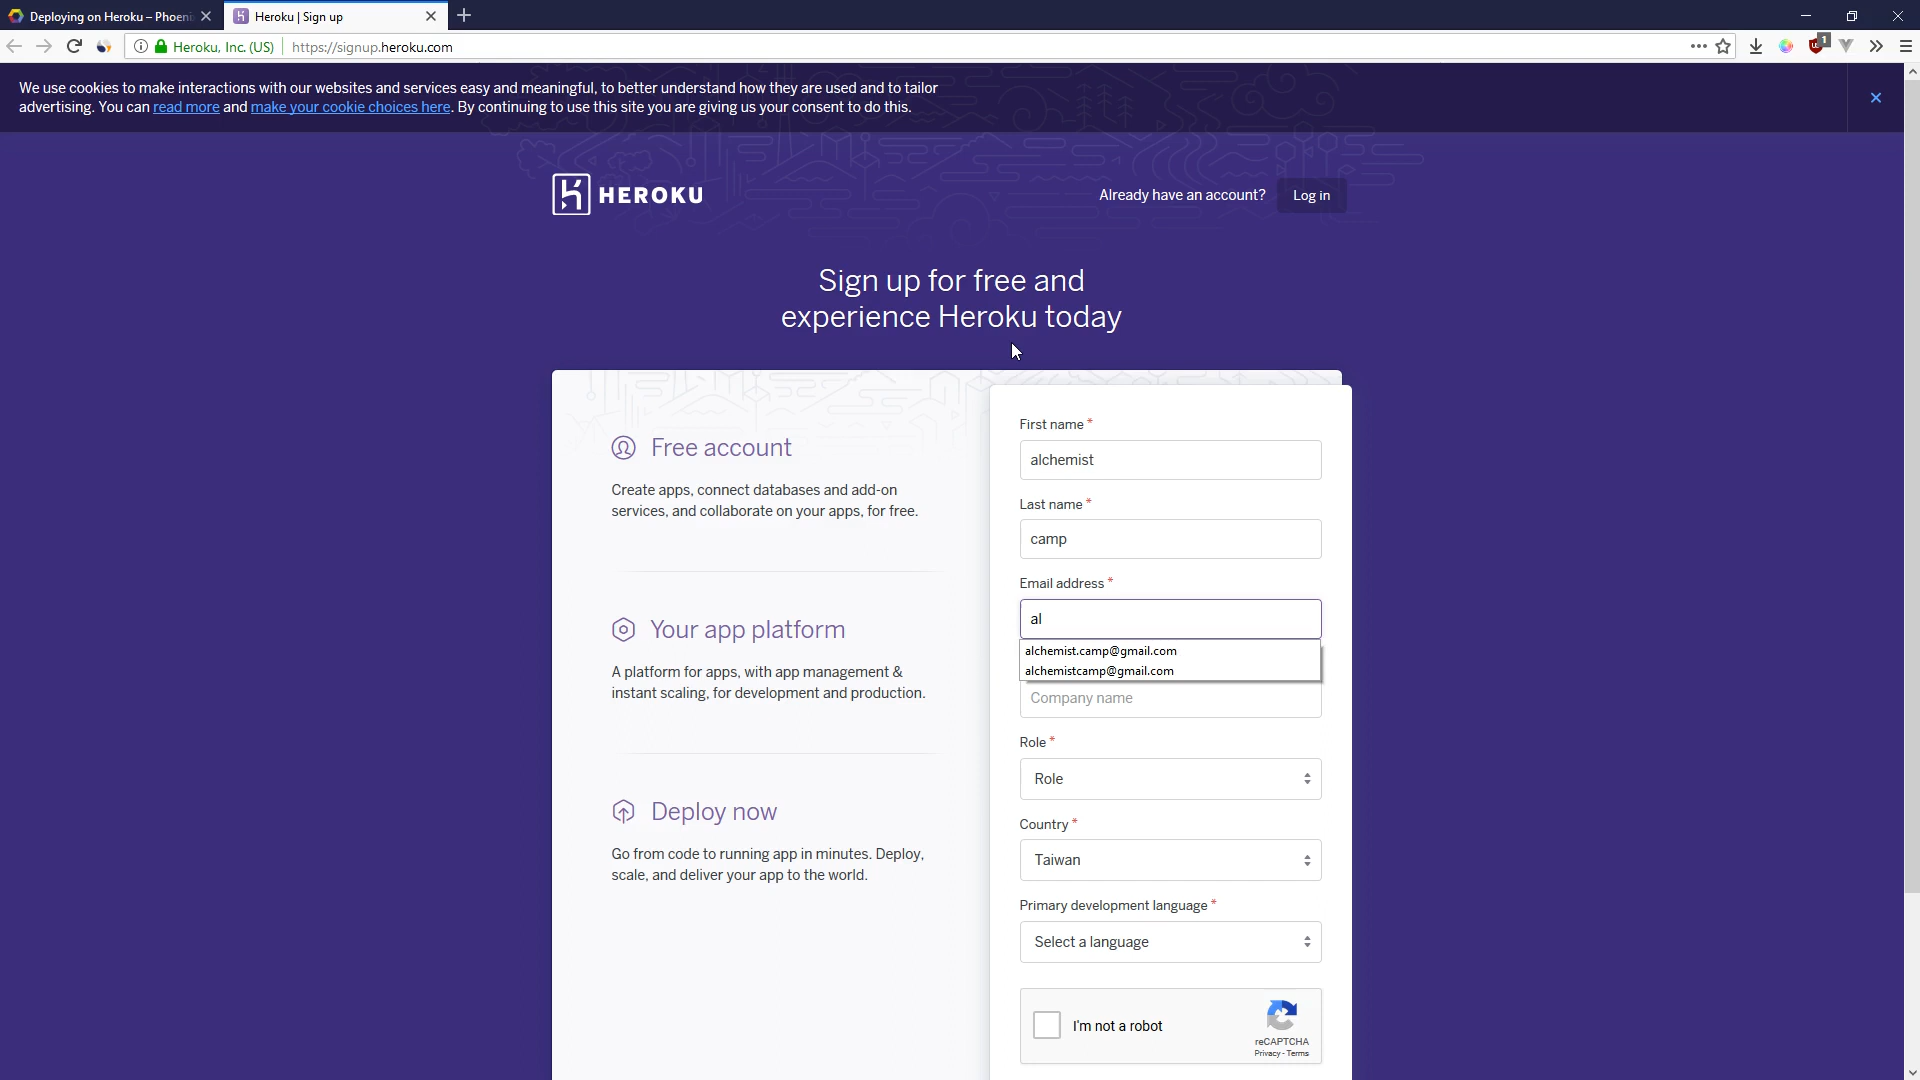 Deploying on Heroku – Phoeni
Heroku | Sign up
Heroku, Inc. (US)
https://signup.heroku.com
1
We use cookies to make interactions with our websites and services easy and meaningful, to better understand how they are used and to tailor
advertising. You can read more and make your cookie choices here. By continuing to use this site you are giving us your consent to do this.
HEROKU
Already have an account?
Log in
Sign up for free and
experience Heroku today
Free account
Create apps, connect databases and add-on
services, and collaborate on your apps, for free.
Your app platform
A platform for apps, with app management &
instant scaling, for development and production.
Deploy now
Go from code to running app in minutes. Deploy,
scale, and deliver your app to the world.
First name *
alchemist
Last name *
camp
Email address *
al
alchemist.camp@gmail.com
alchemistcamp@gmail.com
Company name
Role *
Role
Country *
Taiwan
Primary development language *
Select a language
I'm not a robot
reCAPTCHA
Privacy - Terms